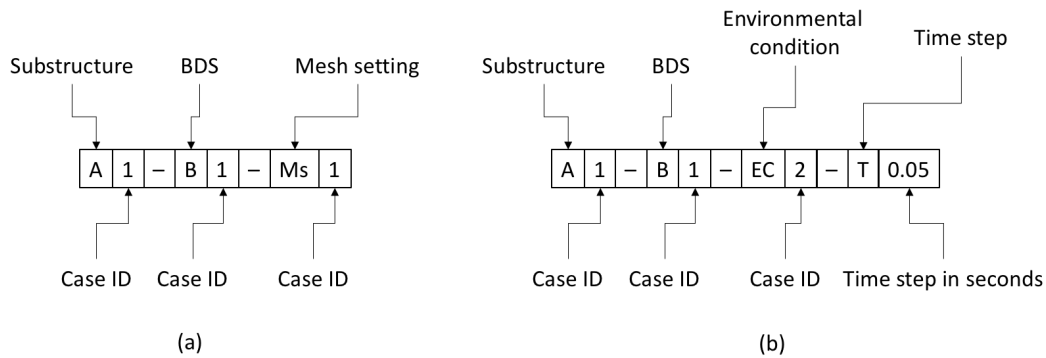 Substructure BDS Mesh setting
A 1 – B 1 – Ms 1
Case ID Case ID Case ID
(a)
Environmental
condition
Time step
Substructure BDS
A 1 – B 1 – EC 2 – T 0.05
Case ID Case ID Case ID Time step in seconds
(b)